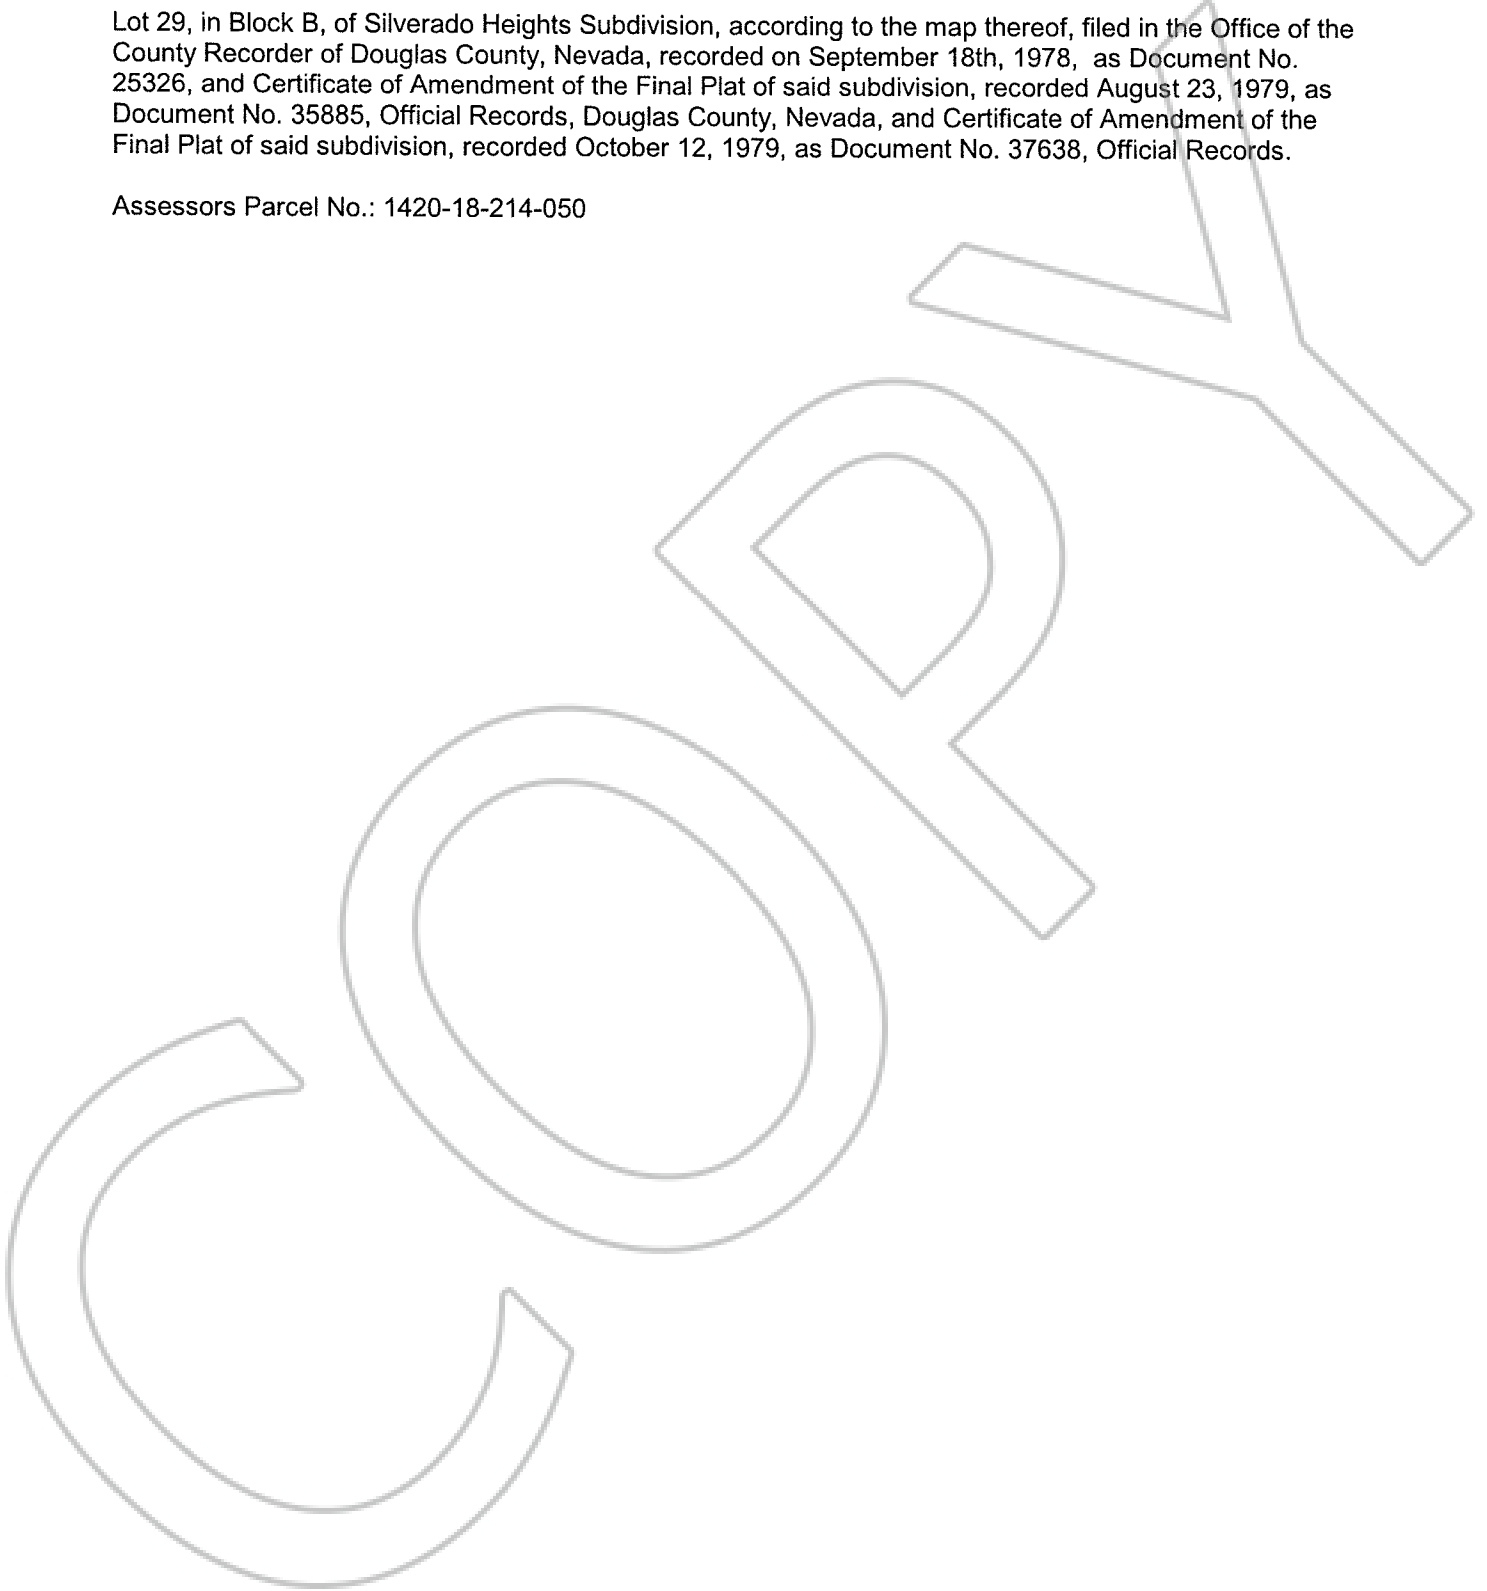 Lot 29, in Block B, of Silverado Heights Subdivision, according to the map thereof, filed in the Office of the
County Recorder of Douglas County, Nevada, recorded on September 18th, 1978, as Document No.
25326, and Certificate of Amendment of the Final Plat of said subdivision, recorded August 23, 1979, as
Document No. 35885, Official Records, Douglas County, Nevada, and Certificate of Amendment of the
Final Plat of said subdivision, recorded October 12, 1979, as Document No. 37638, Official Records.
Assessors Parcel No.: 1420-18-214-050
COPY